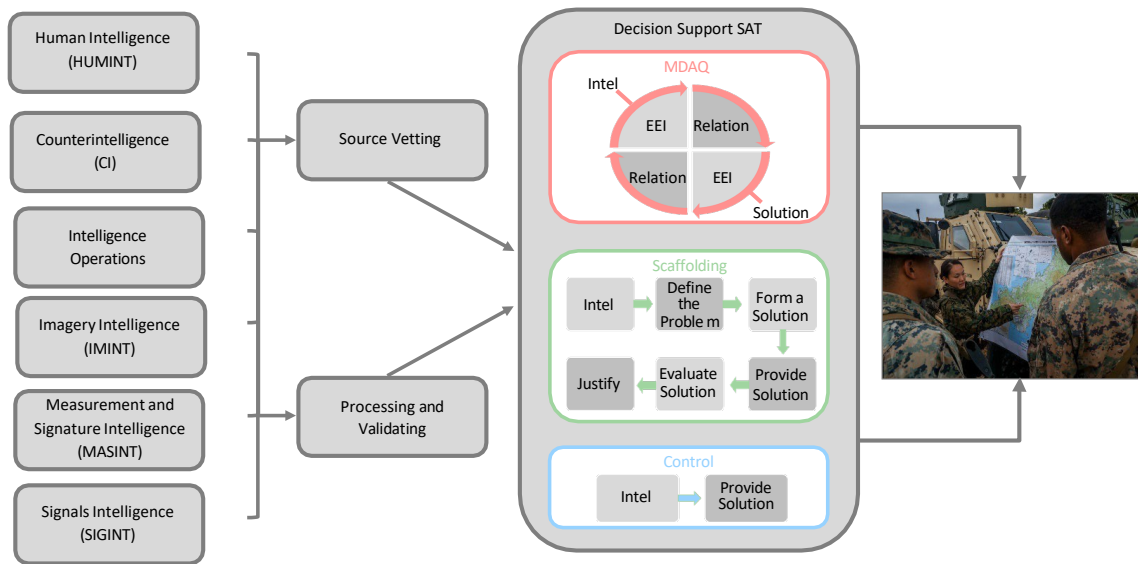 Human Intelligence
(HUMINT)
Counterintelligence
(CI)
Intelligence
Operations
Imagery Intelligence
(IMINT)
Measurement and
Signature Intelligence
(MASINT)
Signals Intelligence
(SIGINT)
Source Vetting
Processing and
Validating
Decision Support SAT
MDAQ
Intel
EEI
Relation
Relation
EEI
Solution
Scaffolding
Intel
Define
the
Proble m
Form a
Solution
Justify
Evaluate
Solution
Provide
Solution
Control
Intel
Provide
Solution